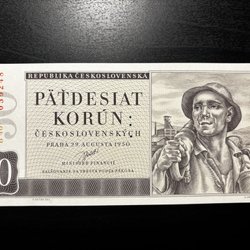 REPUBLIKA ČESKOSLOVENSKÁ
PÄŤDESIAT
KORÚN:
ČESKOSLOVENSKÝCH
PRAHA 29. AUGUSTA 1950
MINISTER FINANCIÍ
FALŠOVANIE SA TRESTÁ PODĽA ZÁKONA